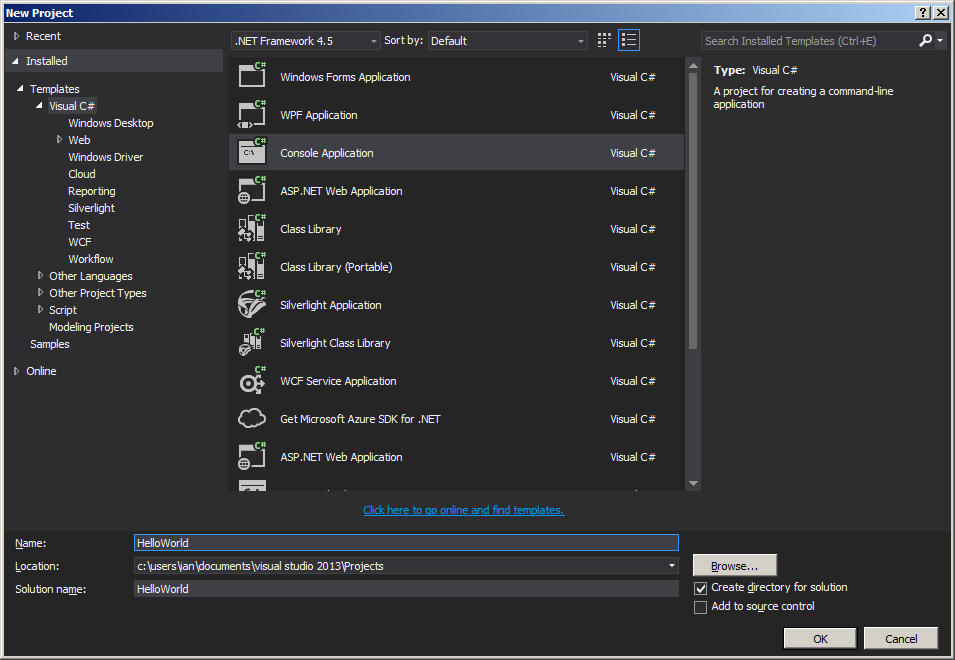 New Project
Recent
.NET Framework 4.5
Sort by: Default
Search Installed Templates (Ctrl+E)
Installed
Templates
Visual C#
Windows Desktop
Web
Windows Driver
Cloud
Reporting
Silverlight
Test
WCF
Workflow
Other Languages
Other Project Types
Script
Modeling Projects
Samples
Online
C# Windows Forms Application Visual C#
C# WPF Application Visual C#
C# C:\ Console Application Visual C#
C# ASP.NET Web Application Visual C#
C# Class Library Visual C#
C# Class Library (Portable) Visual C#
C# Silverlight Application Visual C#
C# Silverlight Class Library Visual C#
C# WCF Service Application Visual C#
Get Microsoft Azure SDK for .NET Visual C#
C# ASP.NET Web Application Visual C#
Type: Visual C#
A project for creating a command-line
application
Click here to go online and find templates.
Name: HelloWorld
Location: c:\users\ian\documents\visual studio 2013\Projects
Browse...
Solution name: HelloWorld
Create directory for solution
Add to source control
OK
Cancel